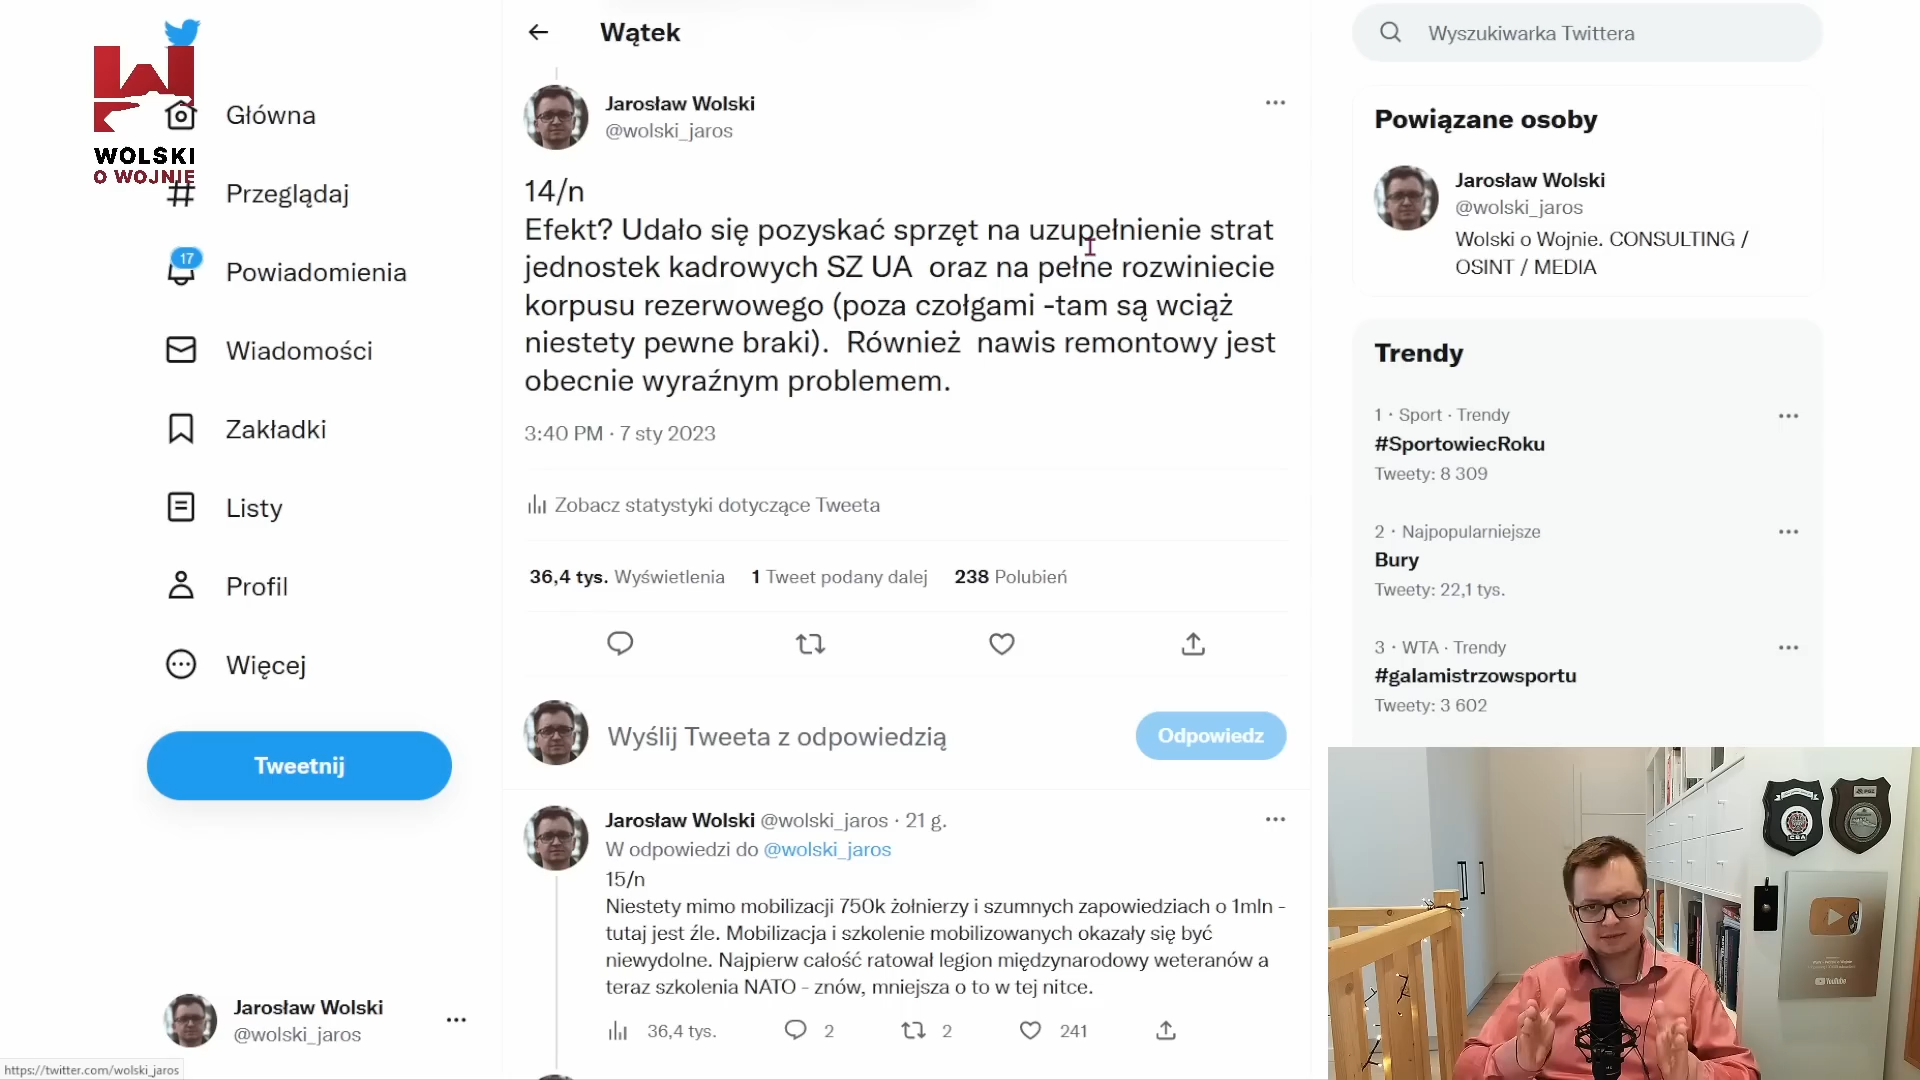 WOLSKI
O WOJNIE
Główna
Przeglądaj
17
Powiadomienia
Wiadomości
Zakładki
Listy
Profil
Więcej
Tweetnij
Jarosław Wolski
@wolski_jaros
https://twitter.com/wolski_jaros
Wątek
Jarosław Wolski
@wolski_jaros
14/n
Efekt? Udało się pozyskać sprzęt na uzupełnienie strat
jednostek kadrowych SZ UA oraz na pełne rozwiniecie
korpusu rezerwowego (poza czołgami -tam są wciąż
niestety pewne braki). Również nawis remontowy jest
obecnie wyraźnym problemem.
3:40 PM · 7 sty 2023
Zobacz statystyki dotyczące Tweeta
36,4 tys. Wyświetlenia 1 Tweet podany dalej 238 Polubień
Wyślij Tweeta z odpowiedzią
Odpowiedz
Jarosław Wolski @wolski_jaros · 21 g.
W odpowiedzi do @wolski_jaros
15/n
Niestety mimo mobilizacji 750k żołnierzy i szumnych zapowiedziach o 1mln -
tutaj jest źle. Mobilizacja i szkolenie mobilizowanych okazały się być
niewydolne. Najpierw całość ratował legion międzynarodowy weteranów a
teraz szkolenia NATO - znów, mniejsza o to w tej nitce.
36,4 tys. 2 2 241
Wyszukiwarka Twittera
Powiązane osoby
Jarosław Wolski
@wolski_jaros
Wolski o Wojnie. CONSULTING /
OSINT / MEDIA
Trendy
1 · Sport · Trendy
#SportowiecRoku
Tweety: 8 309
2 · Najpopularniejsze
Bury
Tweety: 22,1 tys.
3 · WTA · Trendy
#galamistrzowsportu
Tweety: 3 602
YouTube